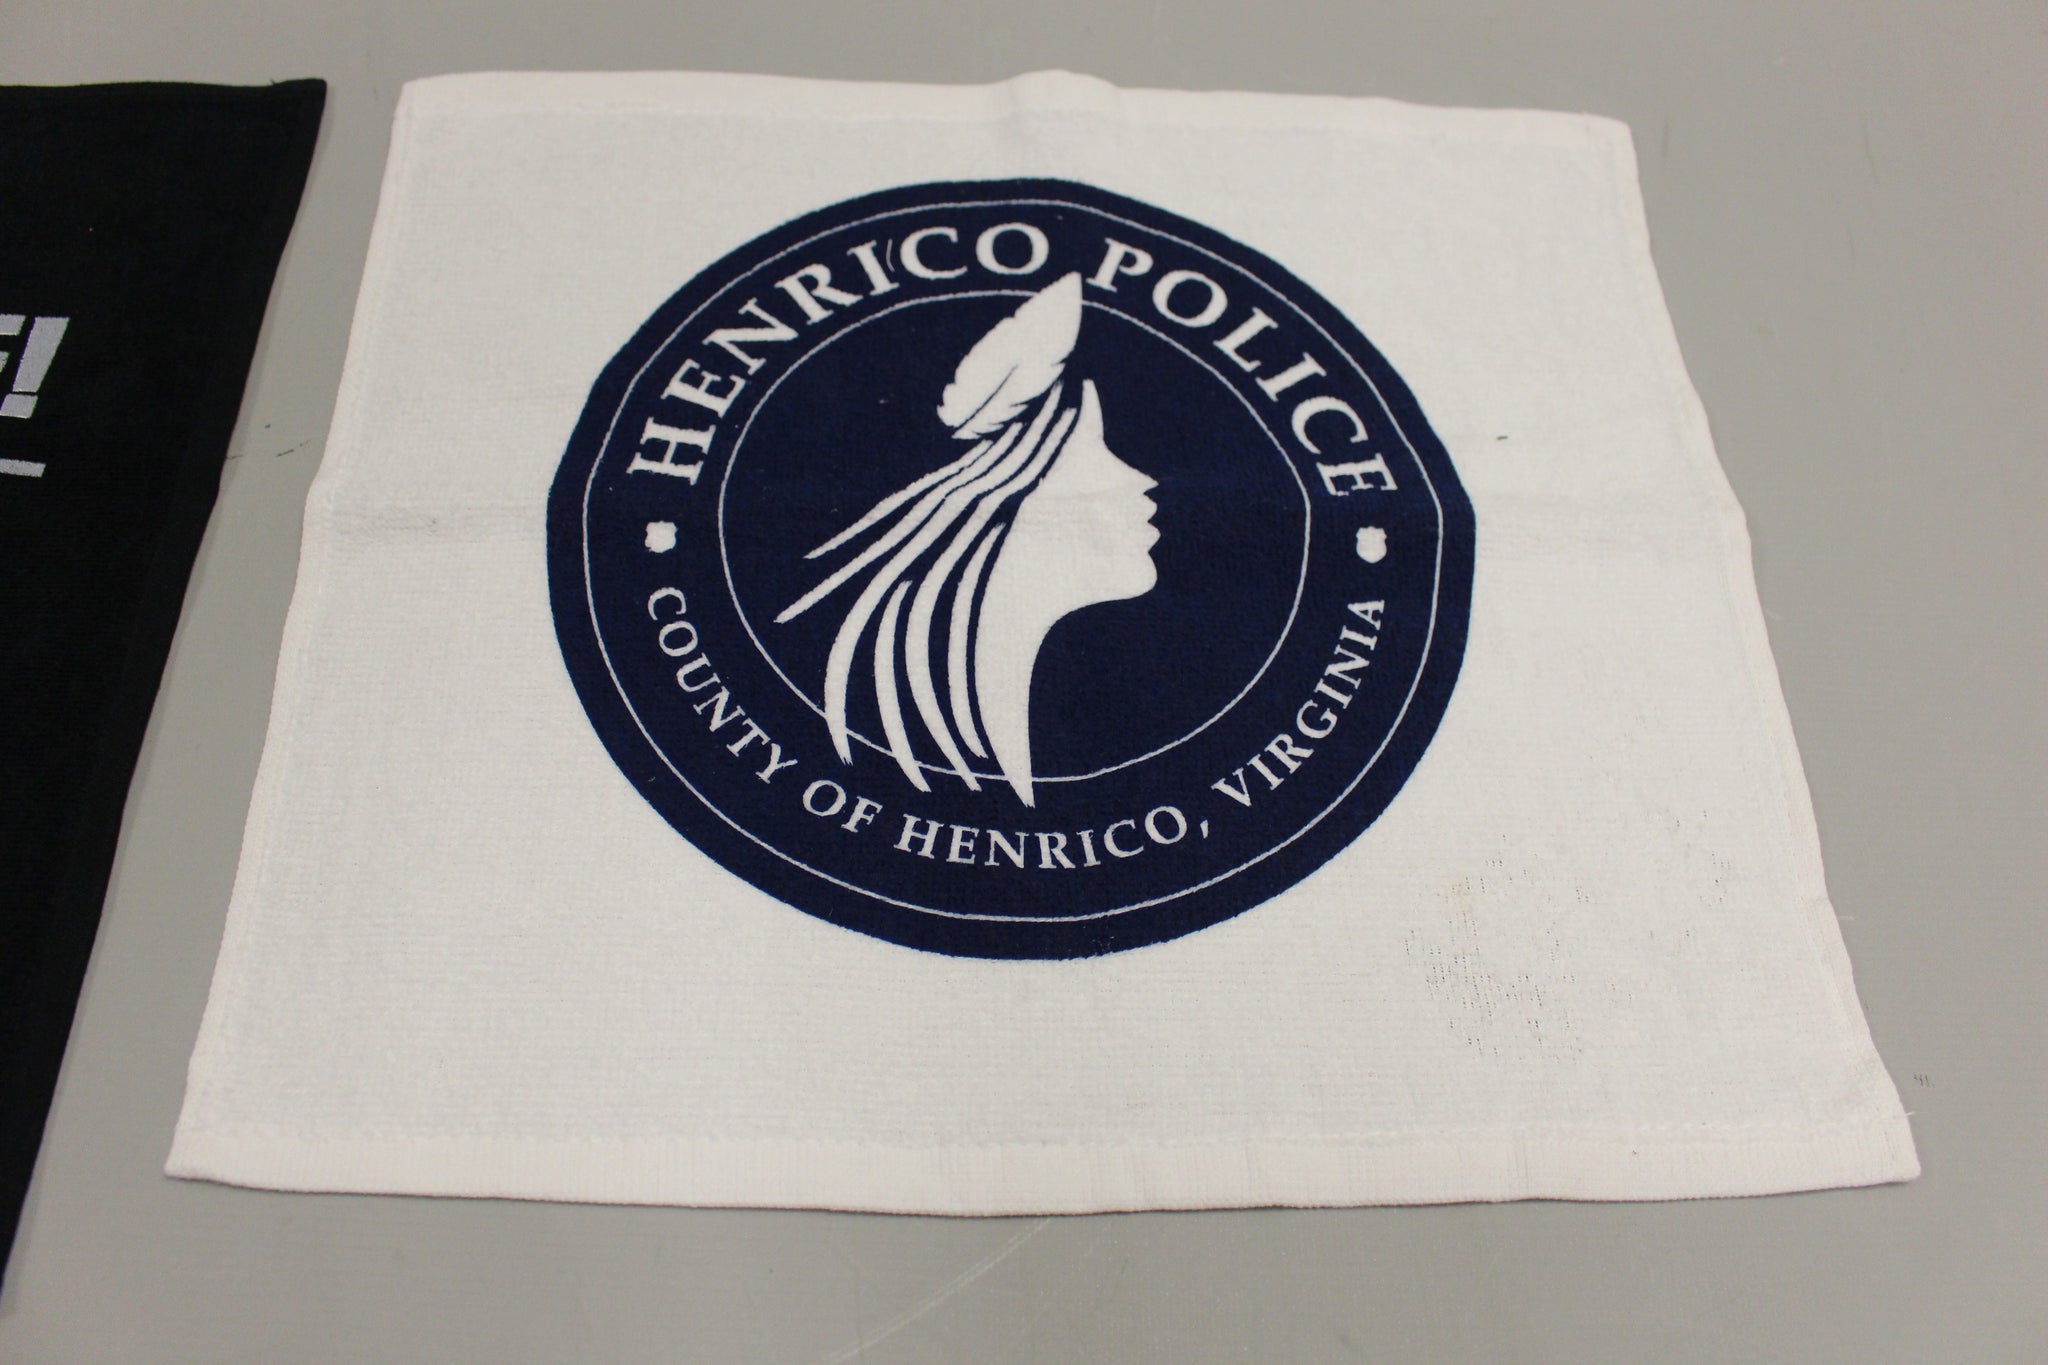 HENRICO POLICE
COUNTY OF HENRICO, VIRGINIA